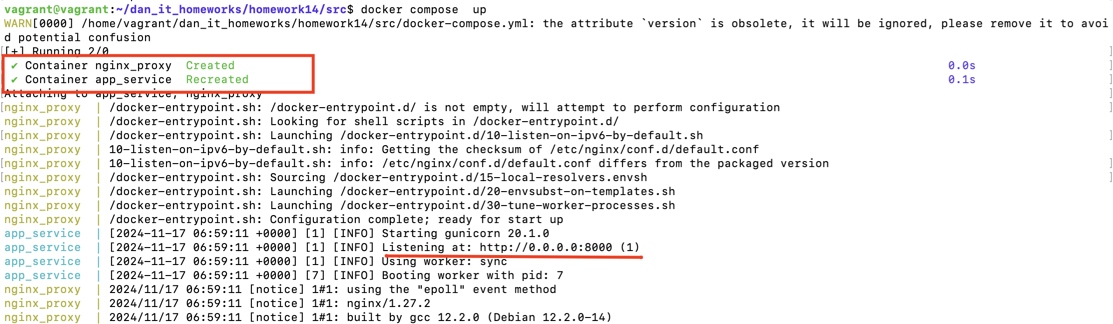 vagrant@vagrant:~/dan_it_homeworks/homework14/src$ docker compose  up
WARN[0000] /home/vagrant/dan_it_homeworks/homework14/src/docker-compose.yml: the attribute `version` is obsolete, it will be ignored, please remove it to avoi
d potential confusion
[+] Running 2/0
✔ Container nginx_proxy  Created 0.0s
✔ Container app_service  Recreated 0.1s
Attaching to app_service, nginx_proxy
nginx_proxy  | /docker-entrypoint.sh: /docker-entrypoint.d/ is not empty, will attempt to perform configuration
nginx_proxy  | /docker-entrypoint.sh: Looking for shell scripts in /docker-entrypoint.d/
nginx_proxy  | /docker-entrypoint.sh: Launching /docker-entrypoint.d/10-listen-on-ipv6-by-default.sh
nginx_proxy  | 10-listen-on-ipv6-by-default.sh: info: Getting the checksum of /etc/nginx/conf.d/default.conf
nginx_proxy  | 10-listen-on-ipv6-by-default.sh: info: /etc/nginx/conf.d/default.conf differs from the packaged version
nginx_proxy  | /docker-entrypoint.sh: Sourcing /docker-entrypoint.d/15-local-resolvers.envsh
nginx_proxy  | /docker-entrypoint.sh: Launching /docker-entrypoint.d/20-envsubst-on-templates.sh
nginx_proxy  | /docker-entrypoint.sh: Launching /docker-entrypoint.d/30-tune-worker-processes.sh
nginx_proxy  | /docker-entrypoint.sh: Configuration complete; ready for start up
app_service  | [2024-11-17 06:59:11 +0000] [1] [INFO] Starting gunicorn 20.1.0
app_service  | [2024-11-17 06:59:11 +0000] [1] [INFO] Listening at: http://0.0.0.0:8000 (1)
app_service  | [2024-11-17 06:59:11 +0000] [1] [INFO] Using worker: sync
app_service  | [2024-11-17 06:59:11 +0000] [7] [INFO] Booting worker with pid: 7
nginx_proxy  | 2024/11/17 06:59:11 [notice] 1#1: using the "epoll" event method
nginx_proxy  | 2024/11/17 06:59:11 [notice] 1#1: nginx/1.27.2
nginx_proxy  | 2024/11/17 06:59:11 [notice] 1#1: built by gcc 12.2.0 (Debian 12.2.0-14)